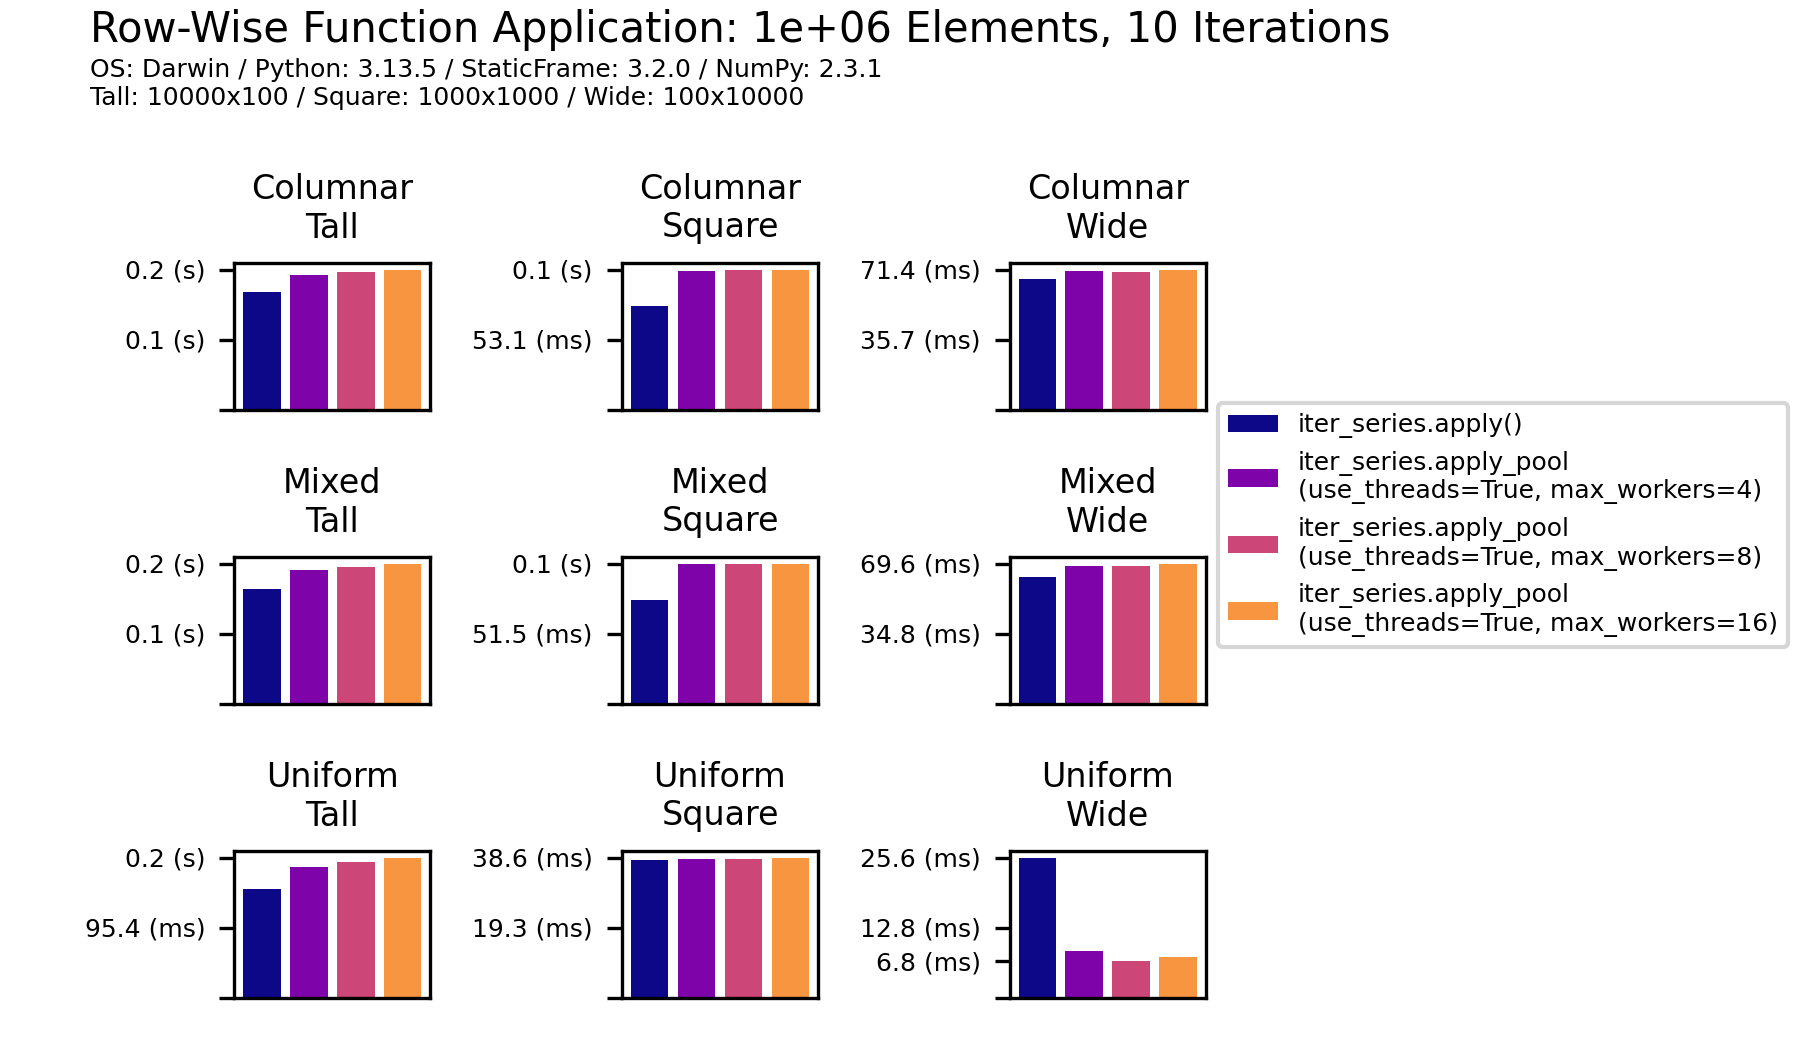 Row-Wise Function Application: 1e+06 Elements, 10 Iterations
OS: Darwin / Python: 3.13.5 / StaticFrame: 3.2.0 / NumPy: 2.3.1
Tall: 10000x100 / Square: 1000x1000 / Wide: 100x10000
Columnar
Tall
0.2 (s)
0.1 (s)
Columnar
Square
0.1 (s)
53.1 (ms)
Columnar
Wide
71.4 (ms)
35.7 (ms)
Mixed
Tall
0.2 (s)
0.1 (s)
Mixed
Square
0.1 (s)
51.5 (ms)
Mixed
Wide
69.6 (ms)
34.8 (ms)
Uniform
Tall
0.2 (s)
95.4 (ms)
Uniform
Square
38.6 (ms)
19.3 (ms)
Uniform
Wide
25.6 (ms)
12.8 (ms)
6.8 (ms)
iter_series.apply()
iter_series.apply_pool
(use_threads=True, max_workers=4)
iter_series.apply_pool
(use_threads=True, max_workers=8)
iter_series.apply_pool
(use_threads=True, max_workers=16)